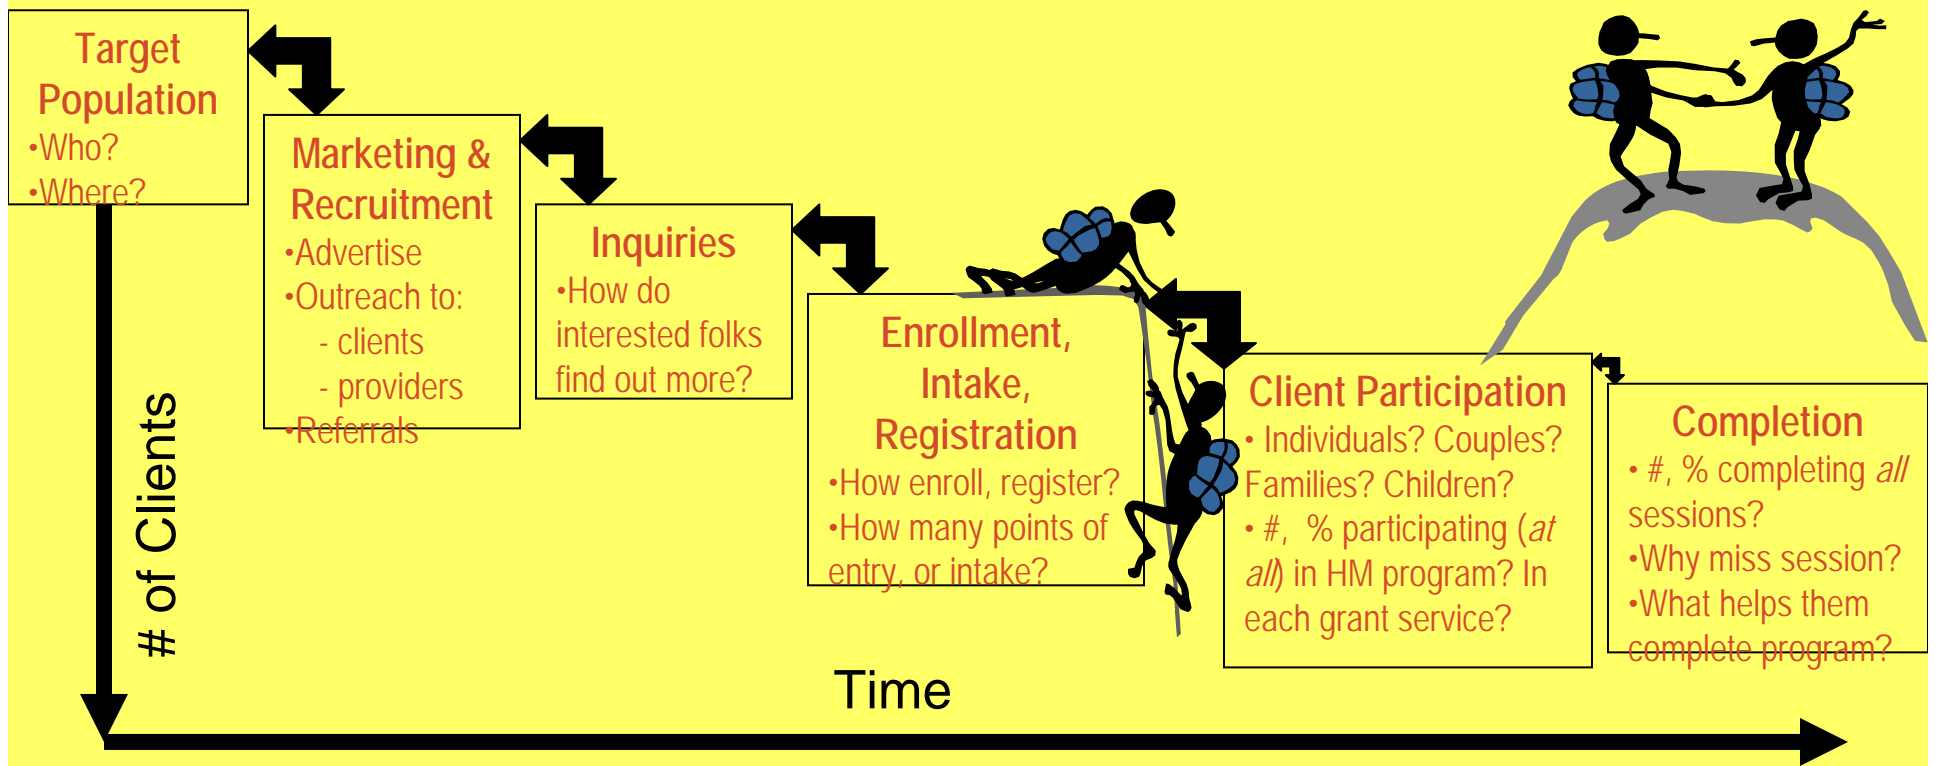 Target
Population
•Who?
•Where?
Marketing &
Recruitment
•Advertise
•Outreach to:
- clients
- providers
•Referrals
Inquiries
•How do
interested folks
find out more?
Enrollment,
Intake,
Registration
•How enroll, register?
•How many points of
entry, or intake?
Client Participation
• Individuals? Couples?
Families? Children?
• #, % participating (at
all) in HM program? In
each grant service?
Completion
• #, % completing all
sessions?
•Why miss session?
•What helps them
complete program?
# of Clients
Time